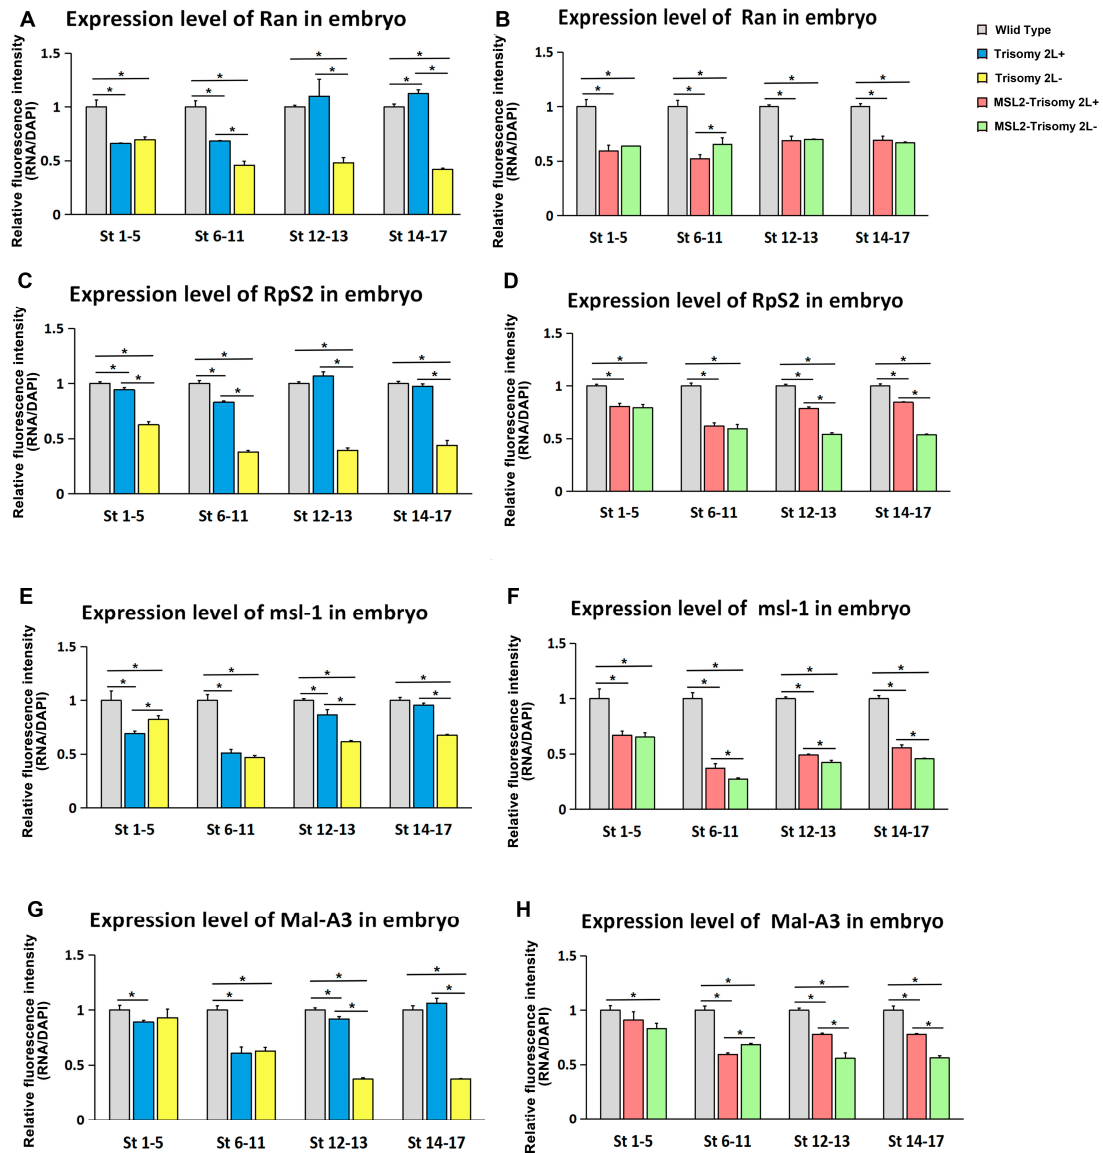 A Expression level of Ran in embryo
Relative fluorescence intensity
(RNA/DAPI)
1.5
1
0.5
0
* * * * * * * * * *
St 1-5 St 6-11 St 12-13 St 14-17
B Expression level of Ran in embryo
Relative fluorescence intensity
(RNA/DAPI)
1.5
1
0.5
0
* * * * * * * * *
St 1-5 St 6-11 St 12-13 St 14-17
Wlid Type
Trisomy 2L+
Trisomy 2L-
MSL2-Trisomy 2L+
MSL2-Trisomy 2L-
C Expression level of RpS2 in embryo
Relative fluorescence intensity
(RNA/DAPI)
1.5
1
0.5
0
* * * * * * * * * *
St 1-5 St 6-11 St 12-13 St 14-17
D Expression level of RpS2 in embryo
Relative fluorescence intensity
(RNA/DAPI)
1.5
1
0.5
0
* * * * * * * * * *
St 1-5 St 6-11 St 12-13 St 14-17
E Expression level of msl-1 in embryo
Relative fluorescence intensity
(RNA/DAPI)
1.5
1
0.5
0
* * * * * * * * * *
St 1-5 St 6-11 St 12-13 St 14-17
F Expression level of msl-1 in embryo
Relative fluorescence intensity
(RNA/DAPI)
1.5
1
0.5
0
* * * * * * * * * * *
St 1-5 St 6-11 St 12-13 St 14-17
G Expression level of Mal-A3 in embryo
Relative fluorescence intensity
(RNA/DAPI)
1.5
1
0.5
0
* * * * * * * *
St 1-5 St 6-11 St 12-13 St 14-17
H Expression level of Mal-A3 in embryo
Relative fluorescence intensity
(RNA/DAPI)
1.5
1
0.5
0
* * * * * * * * * *
St 1-5 St 6-11 St 12-13 St 14-17